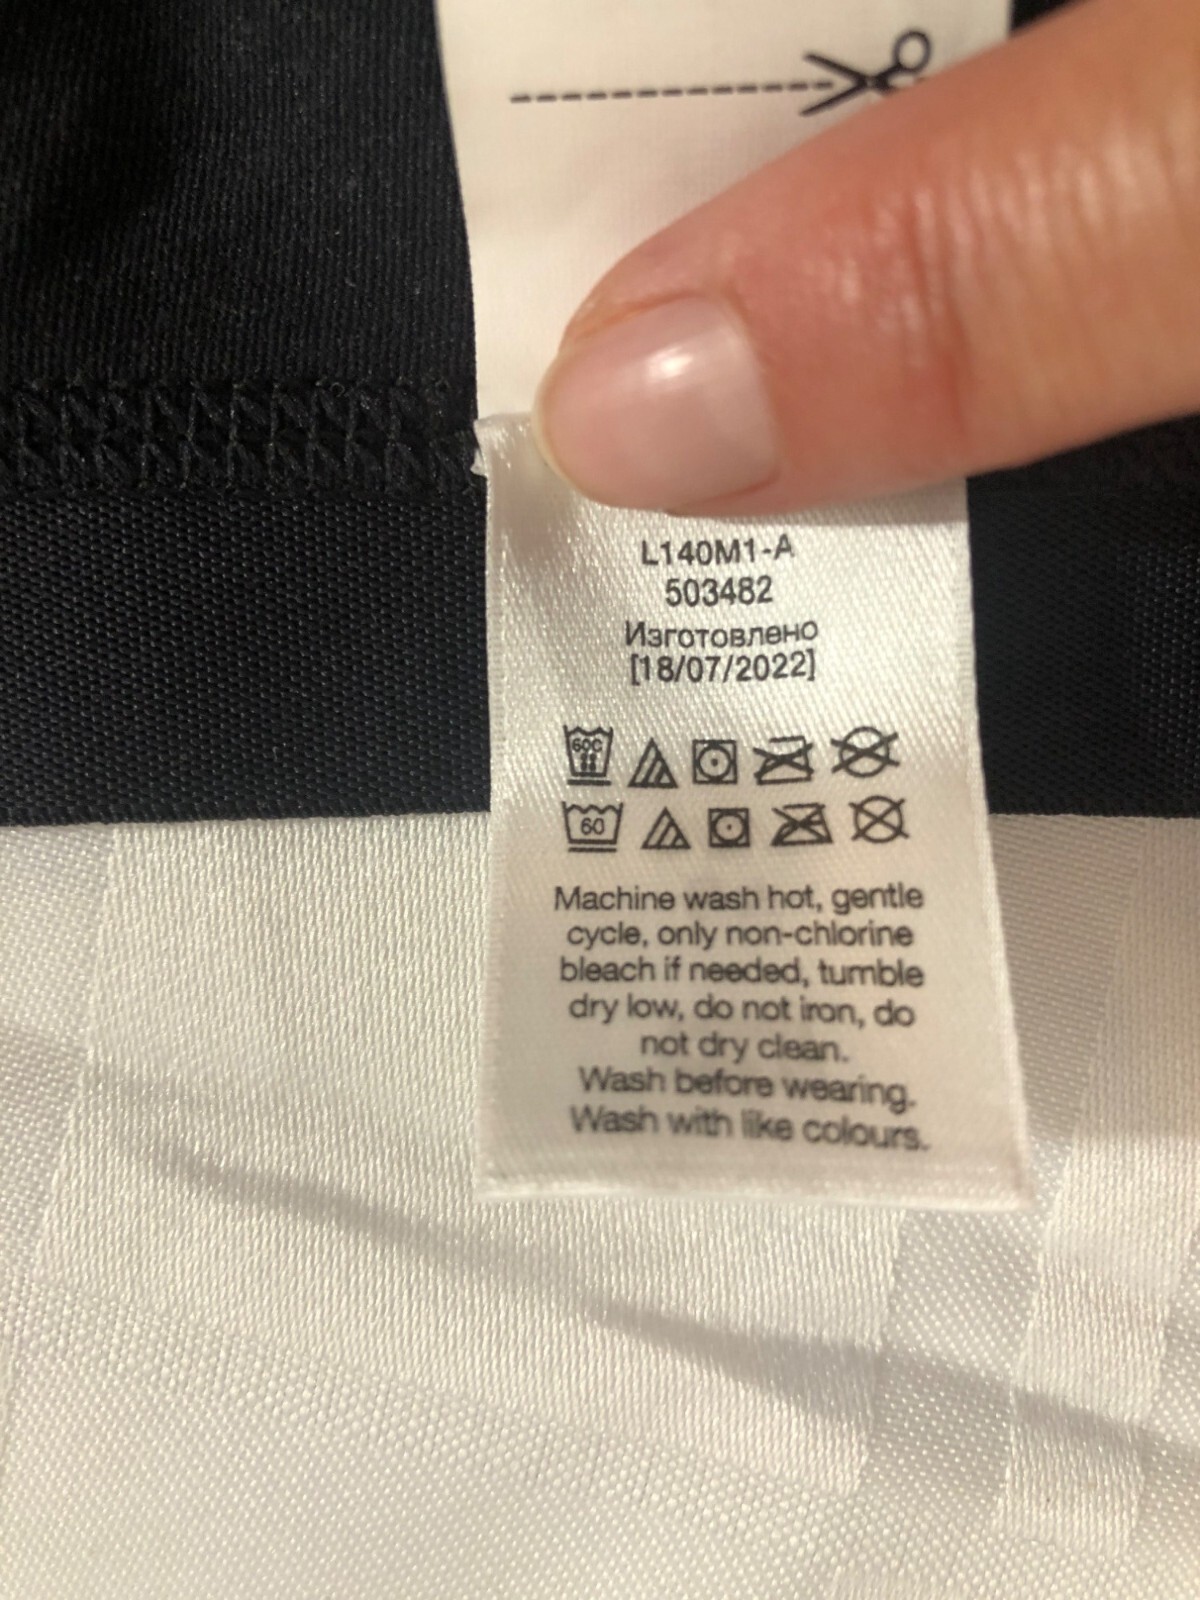 L140M1-A
503482
Изготовлено
[18/07/2022]
60C
60
Machine wash hot, gentle
cycle, only non-chlorine
bleach if needed, tumble
dry low, do not iron, do
not dry clean.
Wash before wearing.
Wash with like colours.